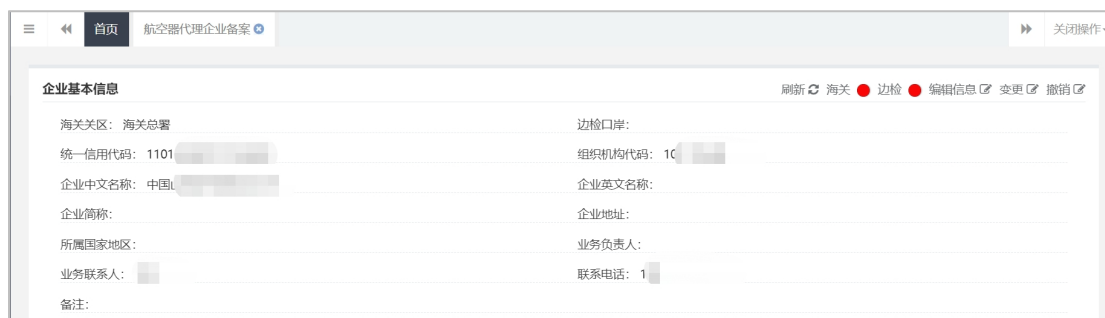 首页 航空器代理企业备案 关闭操作
企业基本信息 刷新 海关 边检 编辑信息 变更 撤销
海关关区： 海关总署 边检口岸：
统一信用代码： 1101 组织机构代码： 10
企业中文名称： 中国 企业英文名称：
企业简称： 企业地址：
所属国家地区： 业务负责人：
业务联系人： 联系电话： 1
备注：